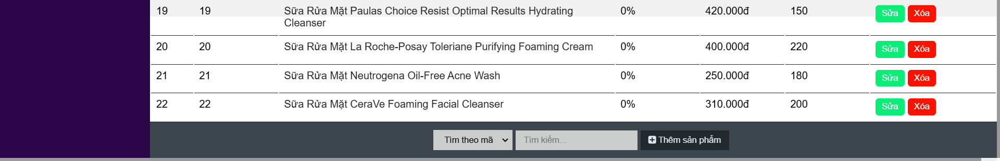 19 19 Sữa Rửa Mặt Paulas Choice Resist Optimal Results Hydrating 0% 420.000đ 150 Sửa Xóa
Cleanser
20 20 Sữa Rửa Mặt La Roche-Posay Toleriane Purifying Foaming Cream 0% 400.000đ 220 Sửa Xóa
21 21 Sữa Rửa Mặt Neutrogena Oil-Free Acne Wash 0% 250.000đ 180 Sửa Xóa
22 22 Sữa Rửa Mặt CeraVe Foaming Facial Cleanser 0% 310.000đ 200 Sửa Xóa
Tìm theo mã Tìm kiếm... Thêm sản phẩm